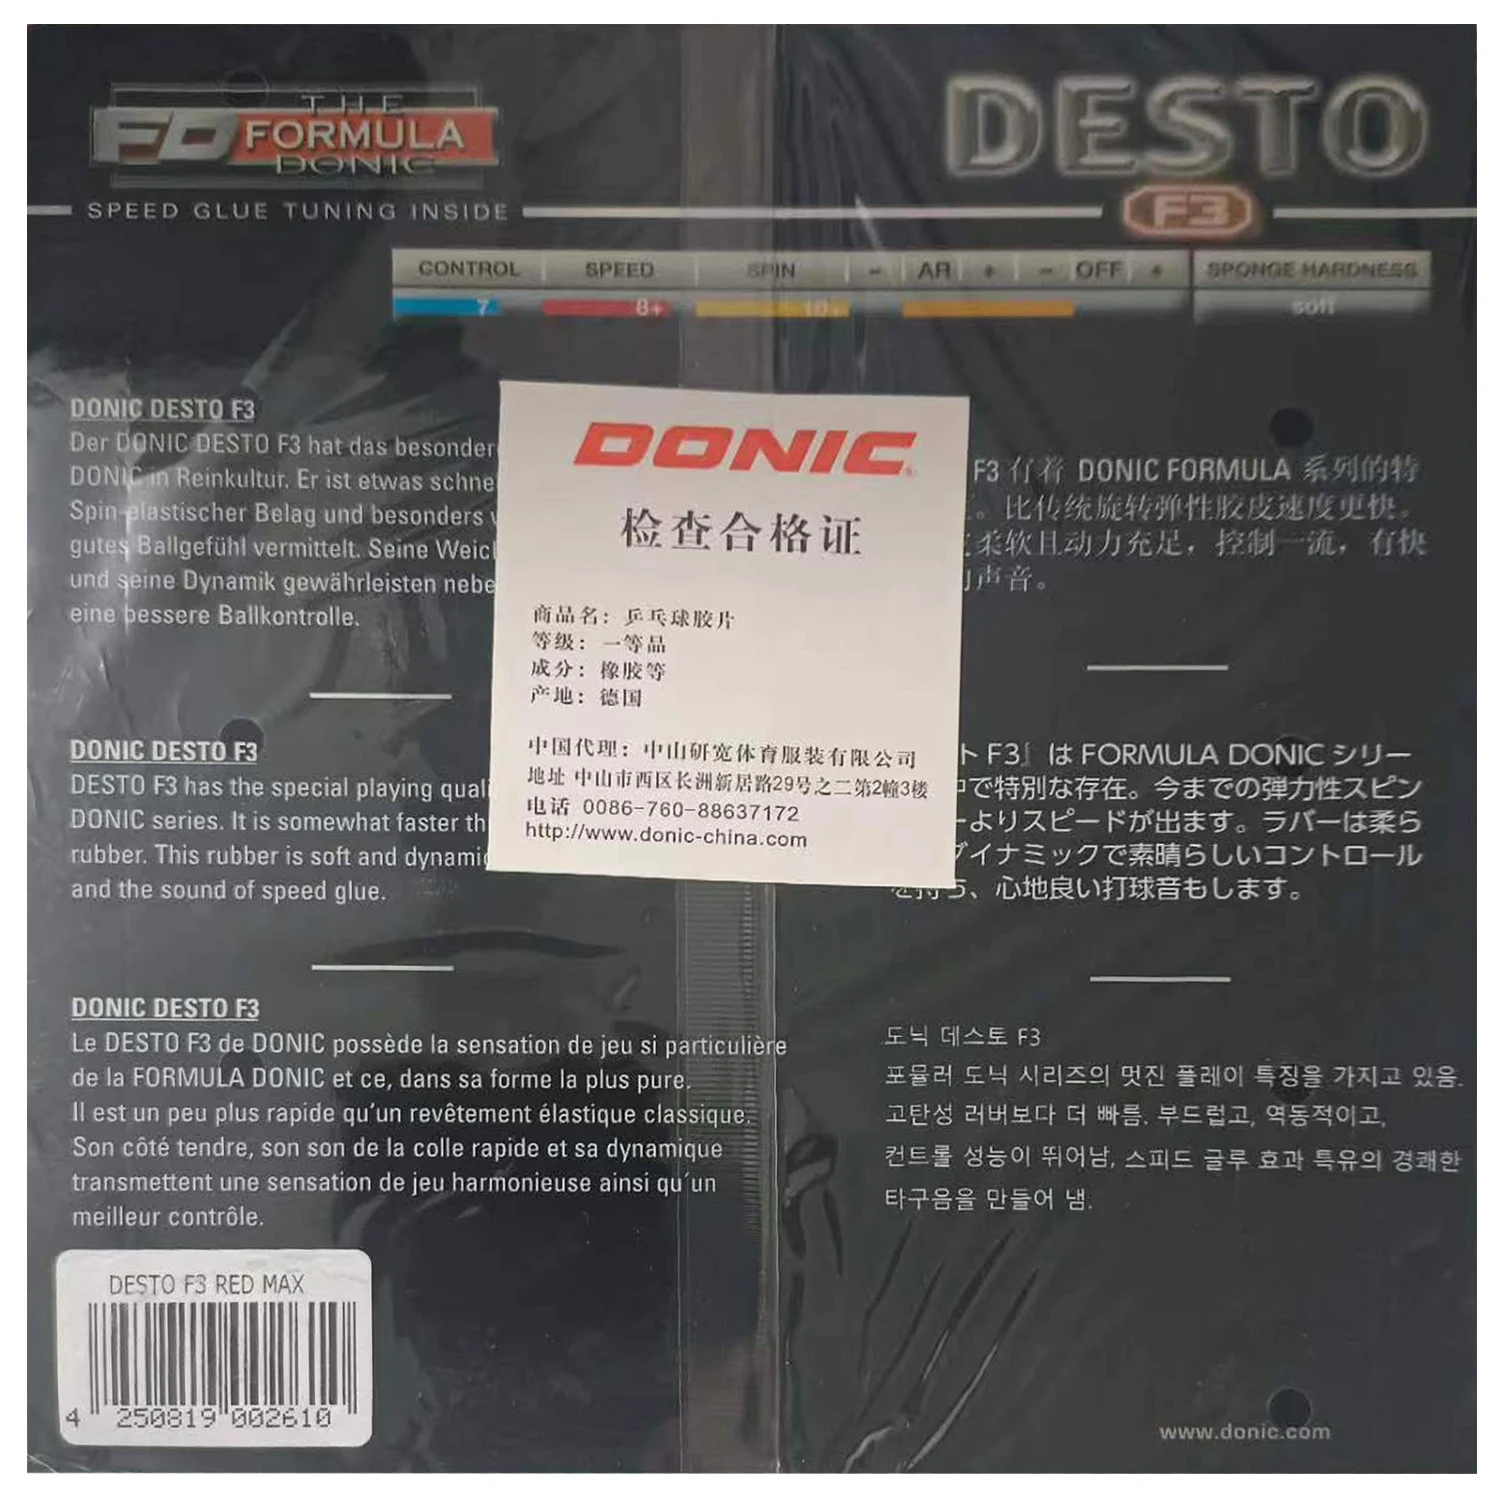 THE
FD FORMULA
DONIC
SPEED GLUE TUNING INSIDE
DESTO
F3
CONTROL SPEED SPIN - AR + - OFF + SPONGE HARDNESS
7 8+ 10+ soft
DONIC DESTO F3
Der DONIC DESTO F3 hat das besonder
DONIC in Reinkultur. Er ist etwas schne
Spin-elastischer Belag und besonders
gutes Ballgefühl vermittelt. Seine Weic
und seine Dynamik gewährleisten nebe
eine bessere Ballkontrolle.
DONIC DESTO F3
DESTO F3 has the special playing quali
DONIC series. It is somewhat faster th
rubber. This rubber is soft and dynamic
and the sound of speed glue.
DONIC DESTO F3
Le DESTO F3 de DONIC possède la sensation de jeu si particulière
de la FORMULA DONIC et ce, dans sa forme la plus pure.
Il est un peu plus rapide qu'un revêtement élastique classique.
Son côté tendre, son son de la colle rapide et sa dynamique
transmettent une sensation de jeu harmonieuse ainsi qu'un
meilleur contrôle.
DESTO F3 RED MAX
4 250819 002610
DONIC®
检查合格证
商品名：乒乓球胶片
等级：一等品
成分：橡胶等
产地：德国
中国代理：中山研宽体育服装有限公司
地址 中山市西区长洲新居路29号之二第2幢3楼
电话 0086-760-88637172
http://www.donic-china.com
F3 有着 DONIC FORMULA 系列的特
。比传统旋转弹性胶皮速度更快。
柔软且动力充足，控制一流，有快
声音。
ト F3』は FORMULA DONIC シリー
中で特別な存在。今までの弾力性スピン
ーよりスピードが出ます。ラバーは柔ら
ダイナミックで素晴らしいコントロール
を持ち、心地良い打球音もします。
도닉 데스토 F3
포뮬러 도닉 시리즈의 멋진 플레이 특징을 가지고 있음.
고탄성 러버보다 더 빠름. 부드럽고, 역동적이고,
컨트롤 성능이 뛰어남, 스피드 글루 효과 특유의 경쾌한
타구음을 만들어 냄.
www.donic.com